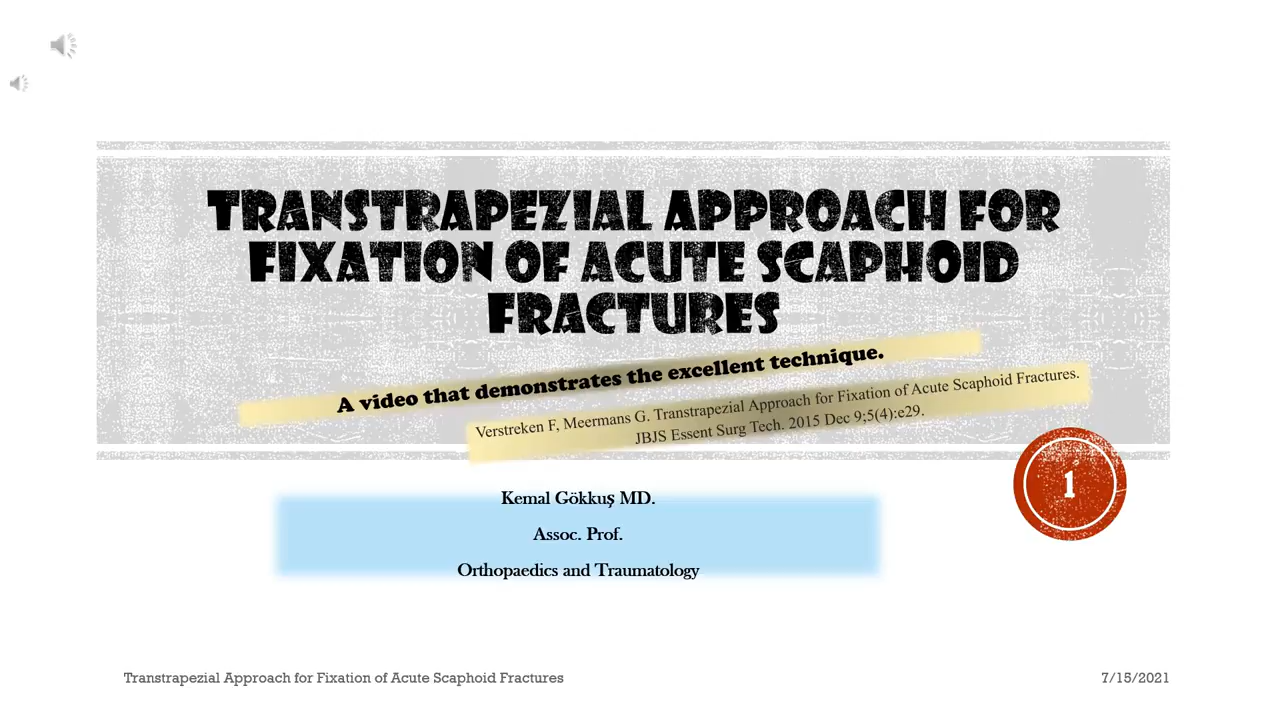 TRANSTRAPEZIAL APPROACH FOR
FIXATION OF ACUTE SCAPHOID
FRACTURES
A video that demonstrates the excellent technique.
Verstreken F, Meermans G. Transtrapezial Approach for Fixation of Acute Scaphoid Fractures.
JBJS Essent Surg Tech. 2015 Dec 9;5(4):e29.
1
Kemal Gökkuş MD.
Assoc. Prof.
Orthopaedics and Traumatology
Transtrapezial Approach for Fixation of Acute Scaphoid Fractures
7/15/2021